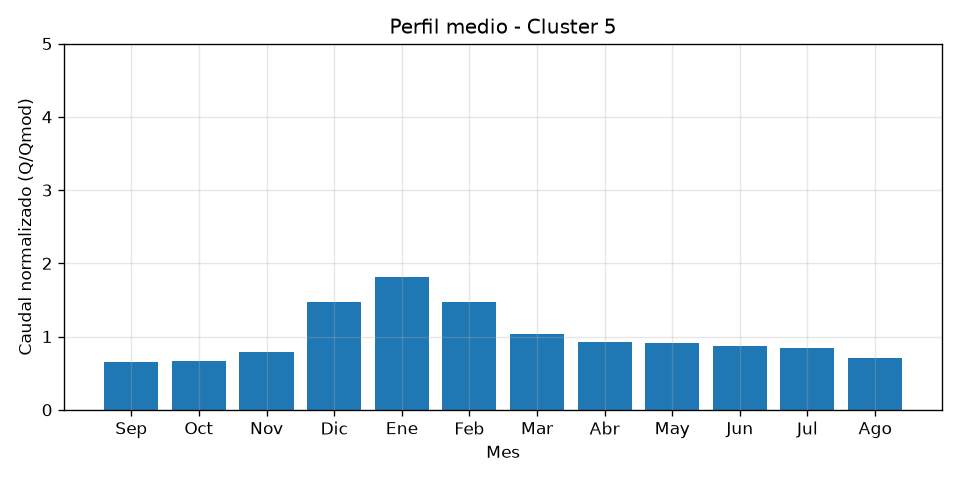 Perfil medio - Cluster 5
Caudal normalizado (Q/Qmod)
5
4
3
2
1
0
Sep Oct Nov Dic Ene Feb Mar Abr May Jun Jul Ago
Mes